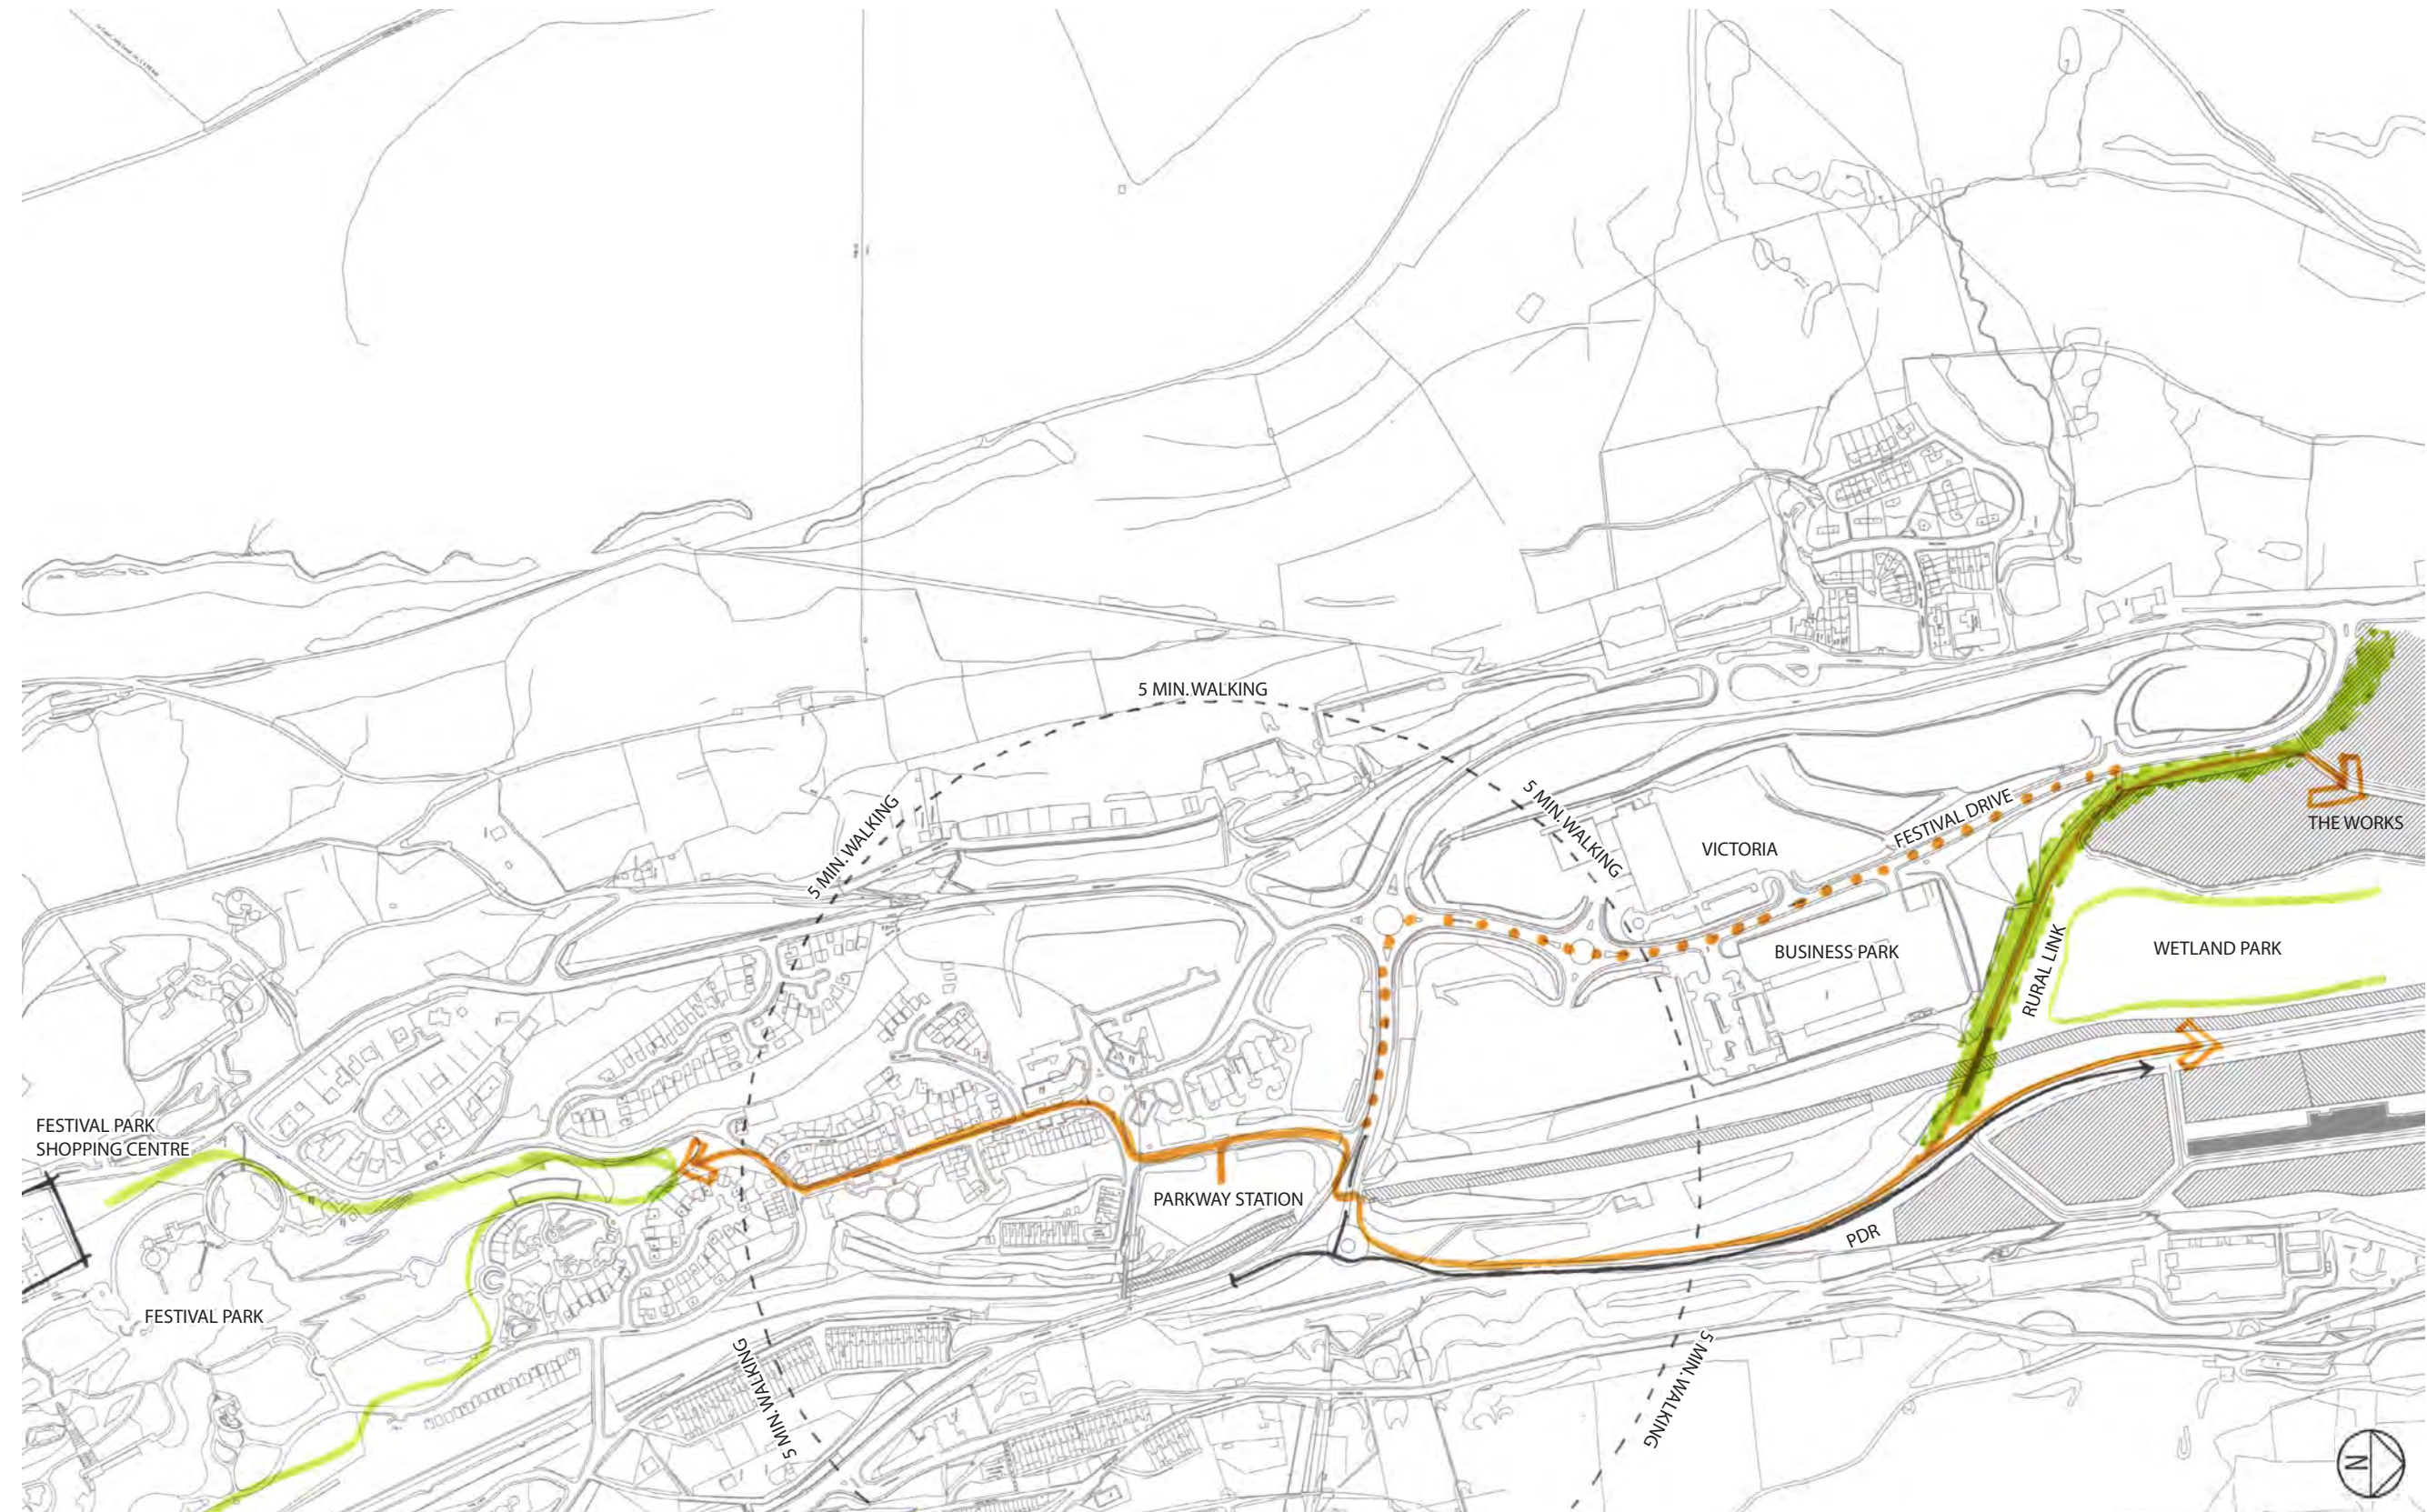 5 MIN. WALKING
5 MIN. WALKING
5 MIN. WALKING
FESTIVAL DRIVE
THE WORKS
VICTORIA
BUSINESS PARK
RURAL LINK
WETLAND PARK
FESTIVAL PARK
SHOPPING CENTRE
PARKWAY STATION
PDR
FESTIVAL PARK
5 MIN. WALKING
5 MIN. WALKING
N